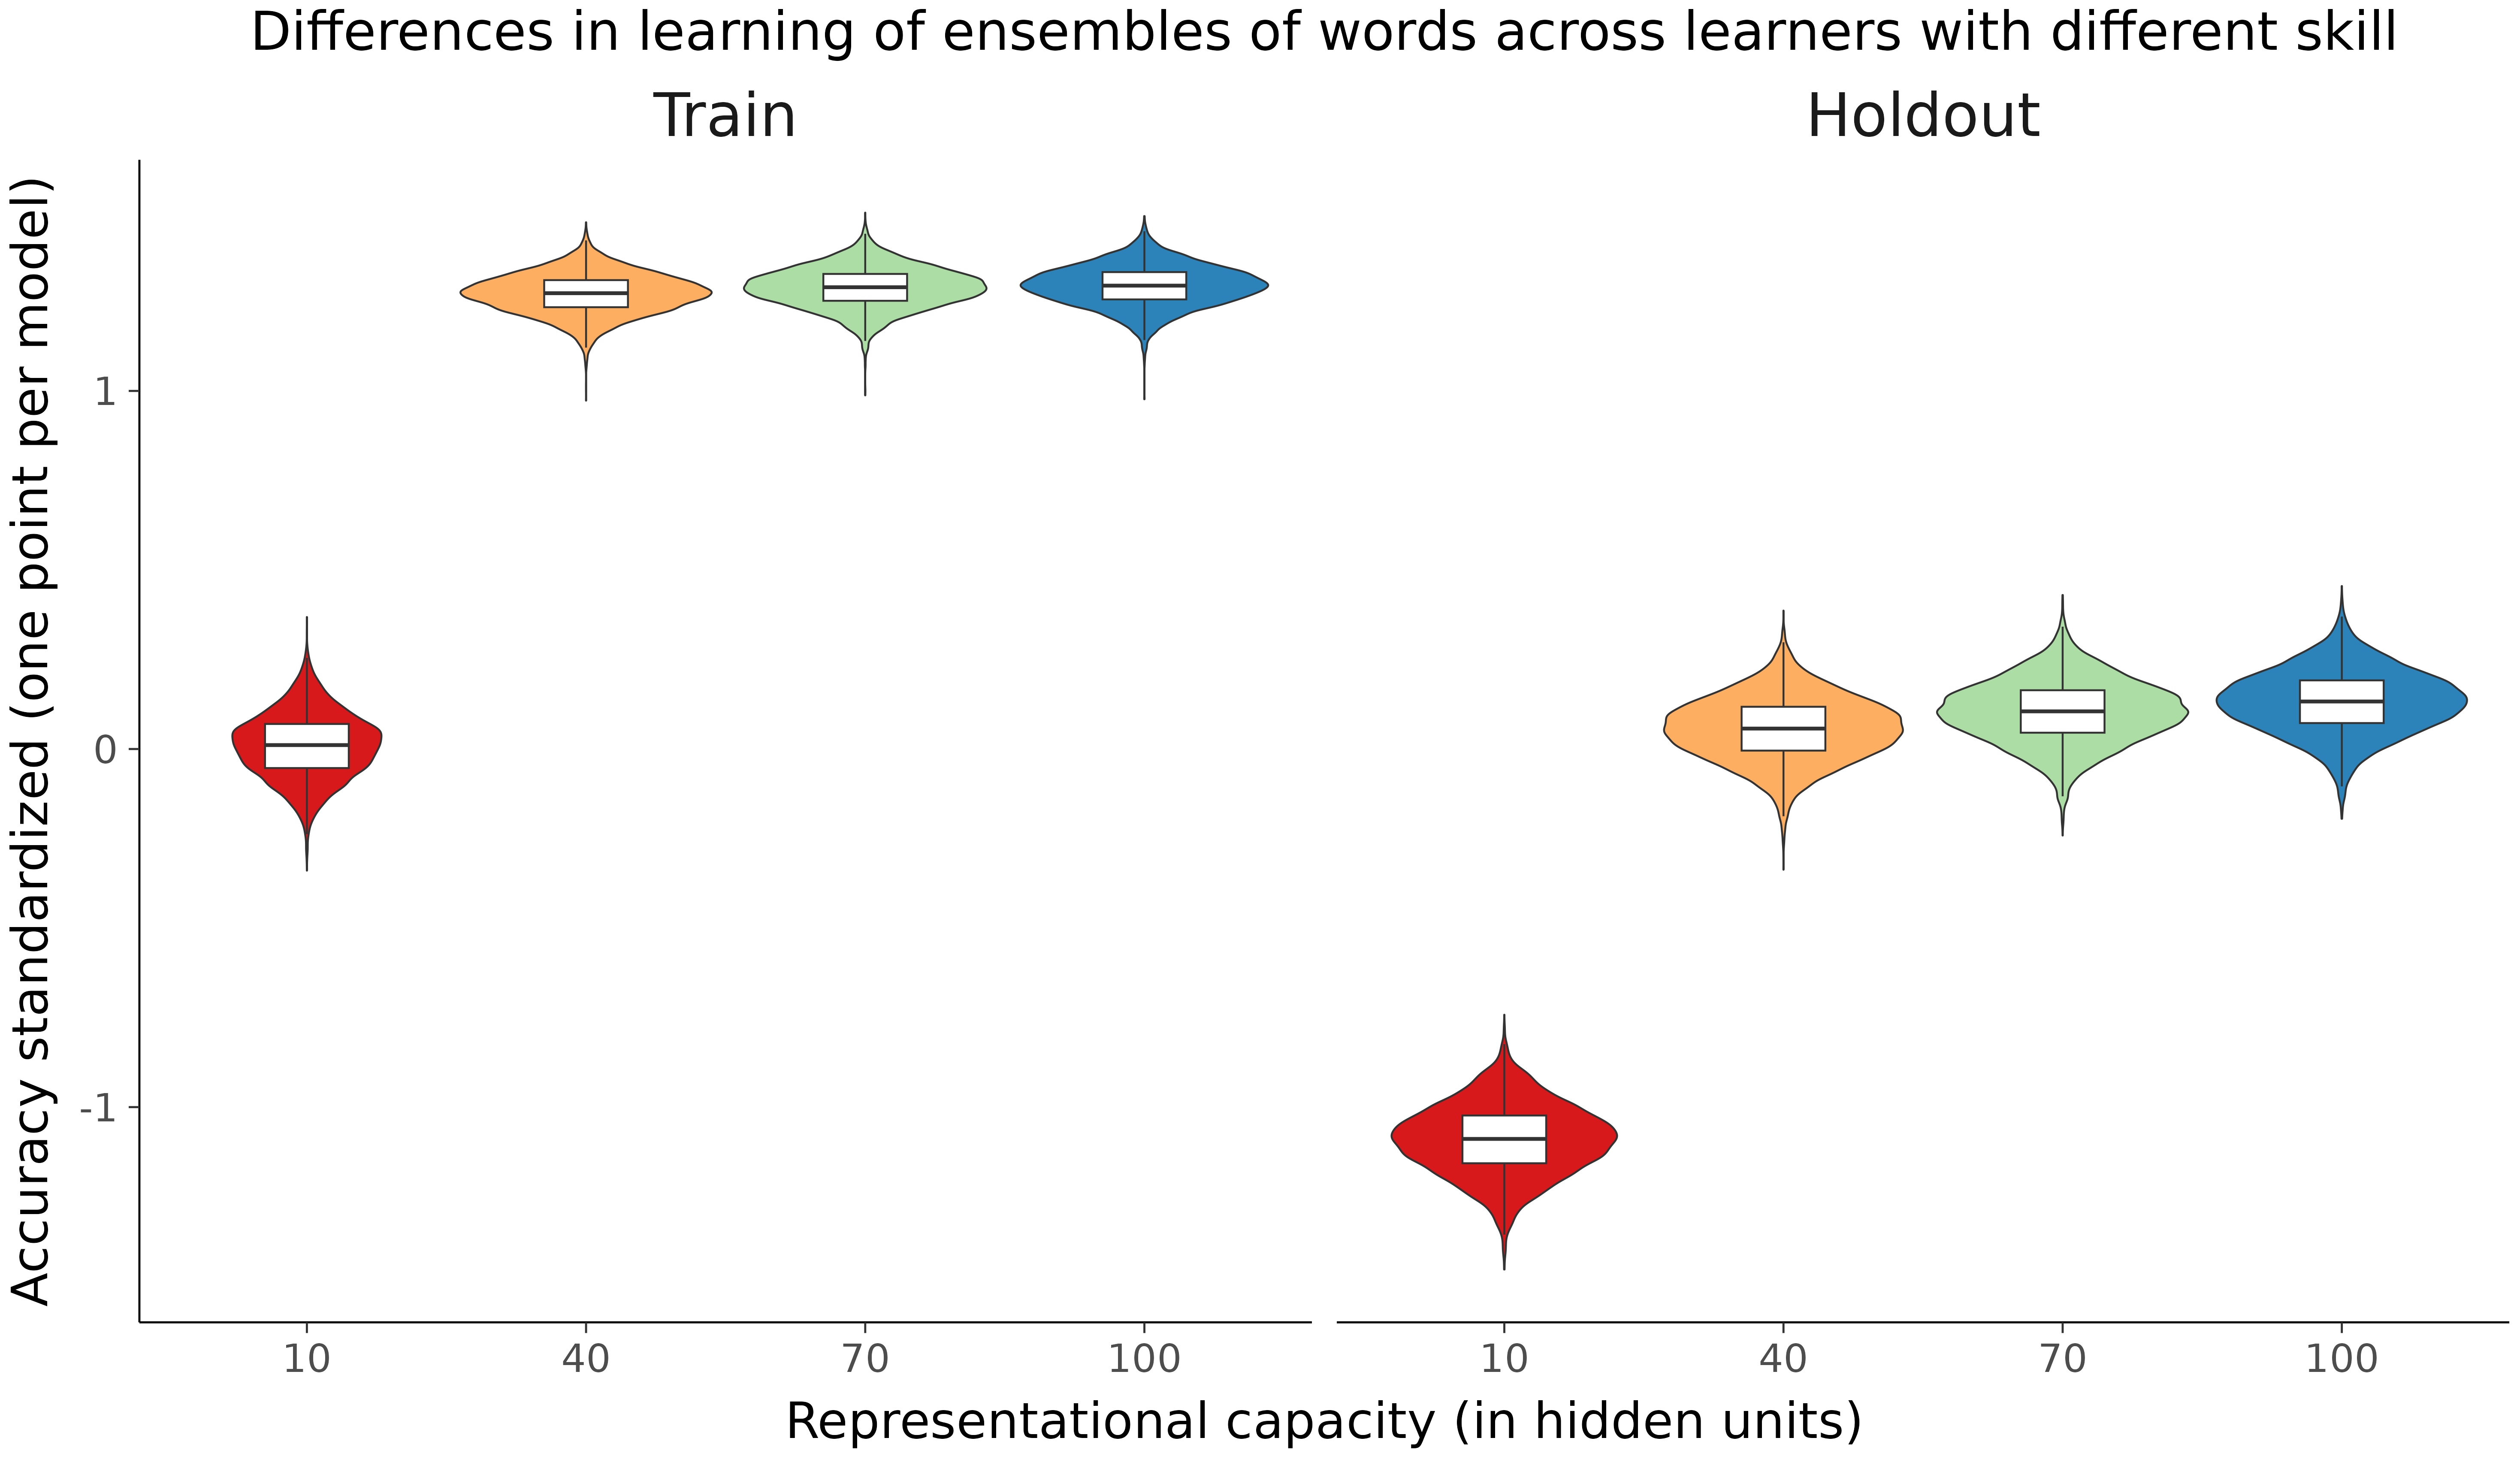 Differences in learning of ensembles of words across learners with different skill
Train
Holdout
Accuracy standardized (one point per model)
1
0
-1
10 40 70 100
10 40 70 100
Representational capacity (in hidden units)